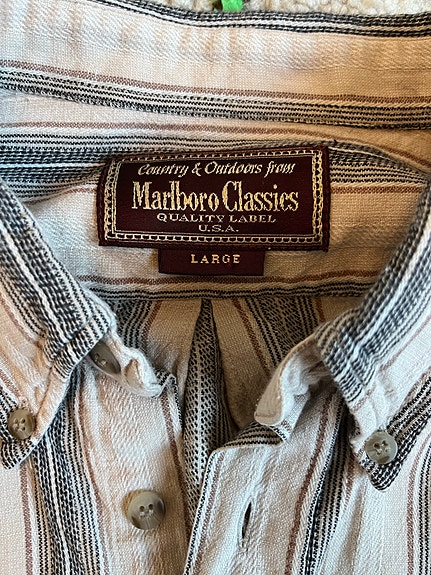 Country & Outdoors from
Marlboro Classics
QUALITY LABEL
U.S.A.
LARGE